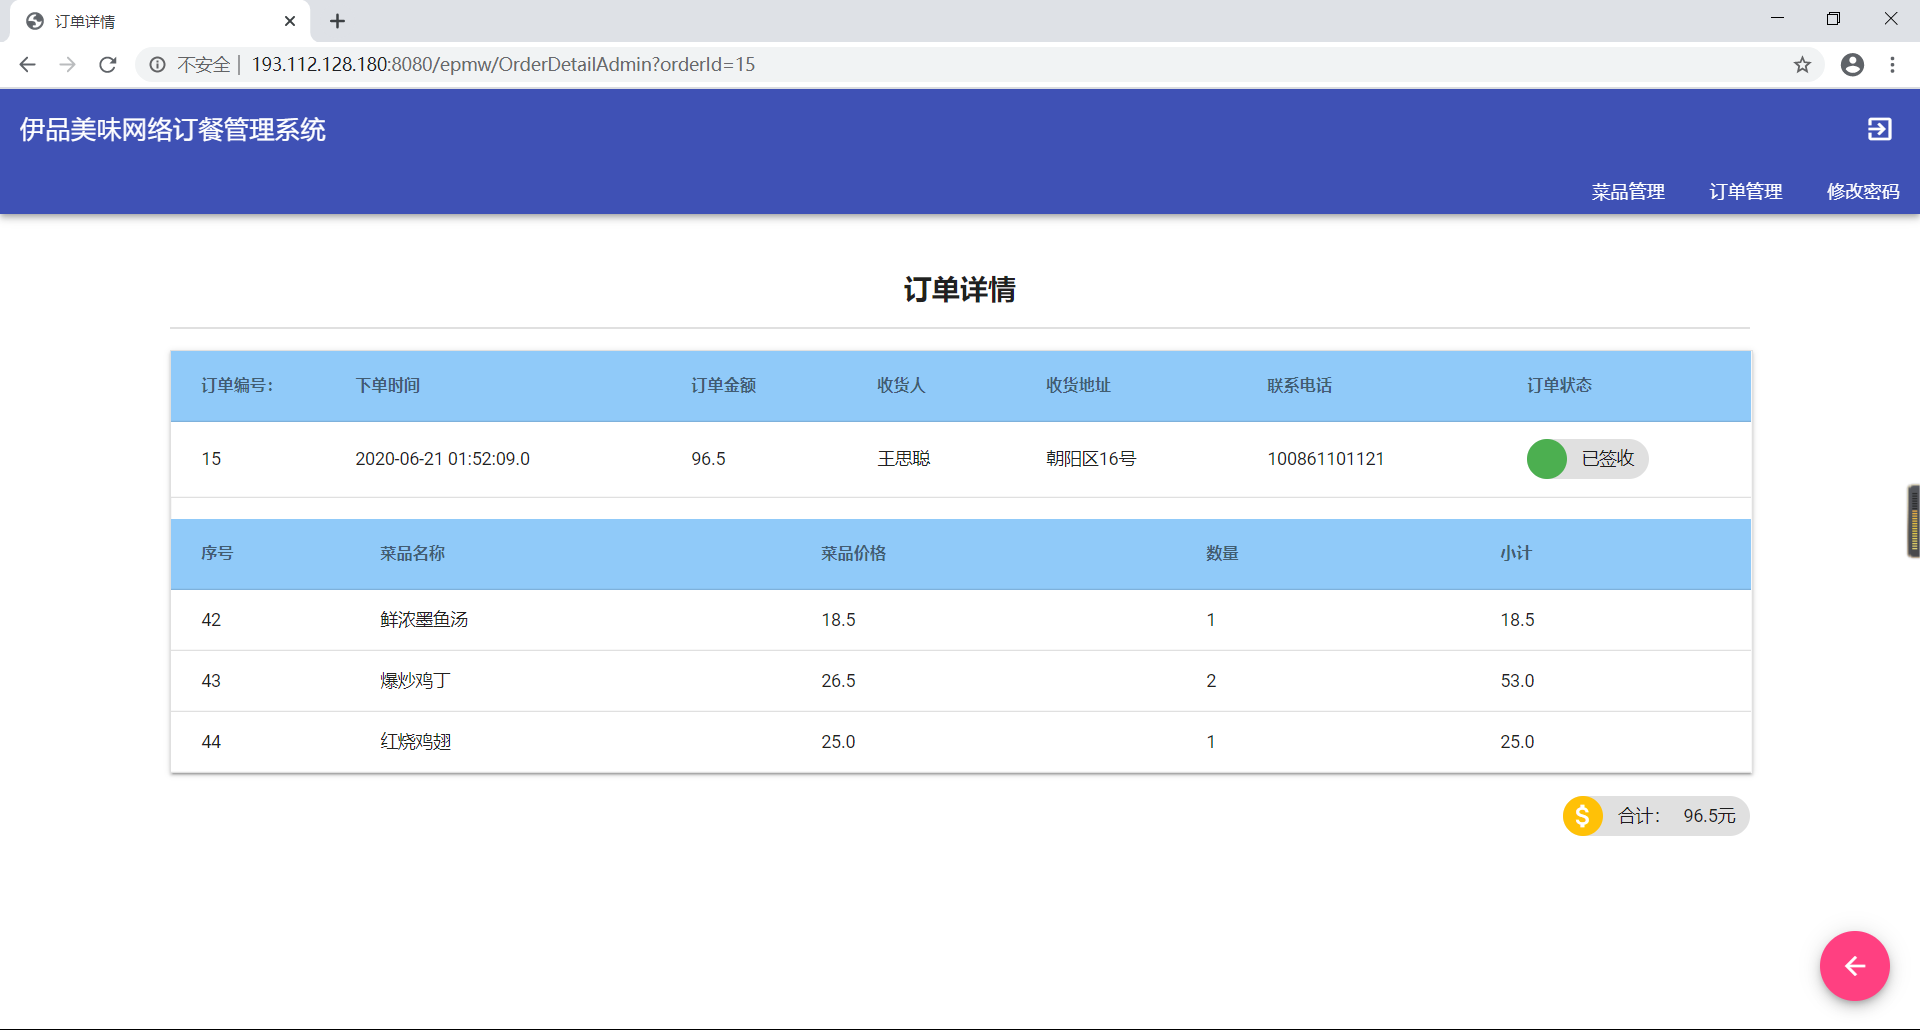 订单详情
不安全 | 193.112.128.180:8080/epmw/OrderDetailAdmin?orderId=15
伊品美味网络订餐管理系统
菜品管理 订单管理 修改密码
订单详情
订单编号： 下单时间 订单金额 收货人 收货地址 联系电话 订单状态
15 2020-06-21 01:52:09.0 96.5 王思聪 朝阳区16号 100861101121 已签收
序号 菜品名称 菜品价格 数量 小计
42 鲜浓墨鱼汤 18.5 1 18.5
43 爆炒鸡丁 26.5 2 53.0
44 红烧鸡翅 25.0 1 25.0
$ 合计： 96.5元